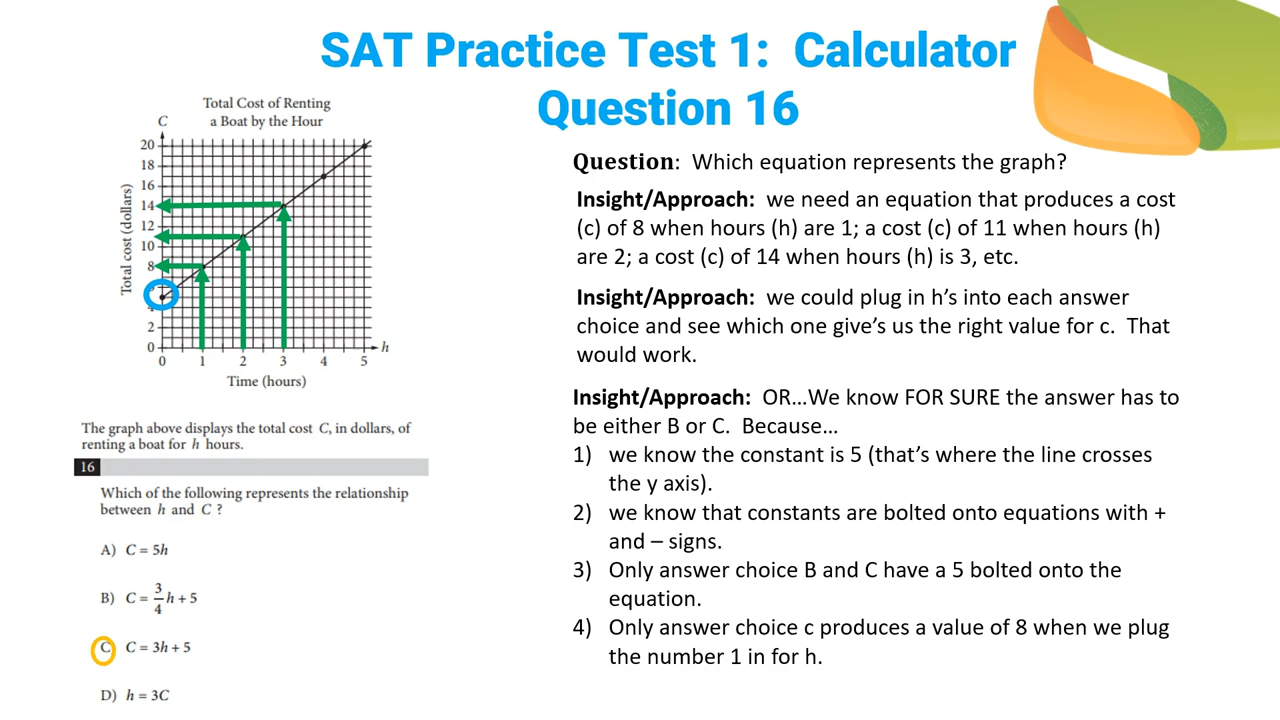 SAT Practice Test 1: Calculator
Question 16
Total Cost of Renting
a Boat by the Hour
C
Total cost (dollars)
20
18
16
14
12
10
8
4
2
0
0 1 2 3 4 5 h
Time (hours)
The graph above displays the total cost C, in dollars, of
renting a boat for h hours.
16
Which of the following represents the relationship
between h and C ?
A) C = 5h
B) C = 3/4 h + 5
C C = 3h + 5
D) h = 3C
Question: Which equation represents the graph?
Insight/Approach: we need an equation that produces a cost
(c) of 8 when hours (h) are 1; a cost (c) of 11 when hours (h)
are 2; a cost (c) of 14 when hours (h) is 3, etc.
Insight/Approach: we could plug in h's into each answer
choice and see which one give's us the right value for c. That
would work.
Insight/Approach: OR...We know FOR SURE the answer has to
be either B or C. Because...
1) we know the constant is 5 (that's where the line crosses
the y axis).
2) we know that constants are bolted onto equations with +
and – signs.
3) Only answer choice B and C have a 5 bolted onto the
equation.
4) Only answer choice c produces a value of 8 when we plug
the number 1 in for h.